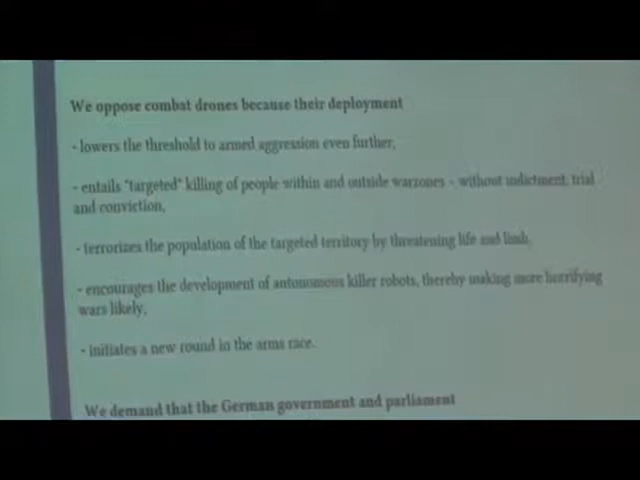 We oppose combat drones because their deployment
- lowers the threshold to armed aggression even further,
- entails "targeted" killing of people within and outside warzones - without indictment, trial
and conviction,
- terrorizes the population of the targeted territory by threatening life and limb,
- encourages the development of autonomous killer robots, thereby making more horrifying
wars likely,
- initiates a new round in the arms race.
We demand that the German government and parliament